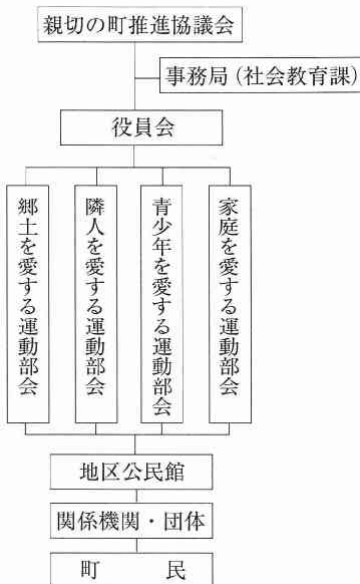 親切の町推進協議会
事務局(社会教育課)
役員会
家庭を愛する運動部会
青少年を愛する運動部会
隣人を愛する運動部会
郷土を愛する運動部会
地区公民館
関係機関・団体
町　民